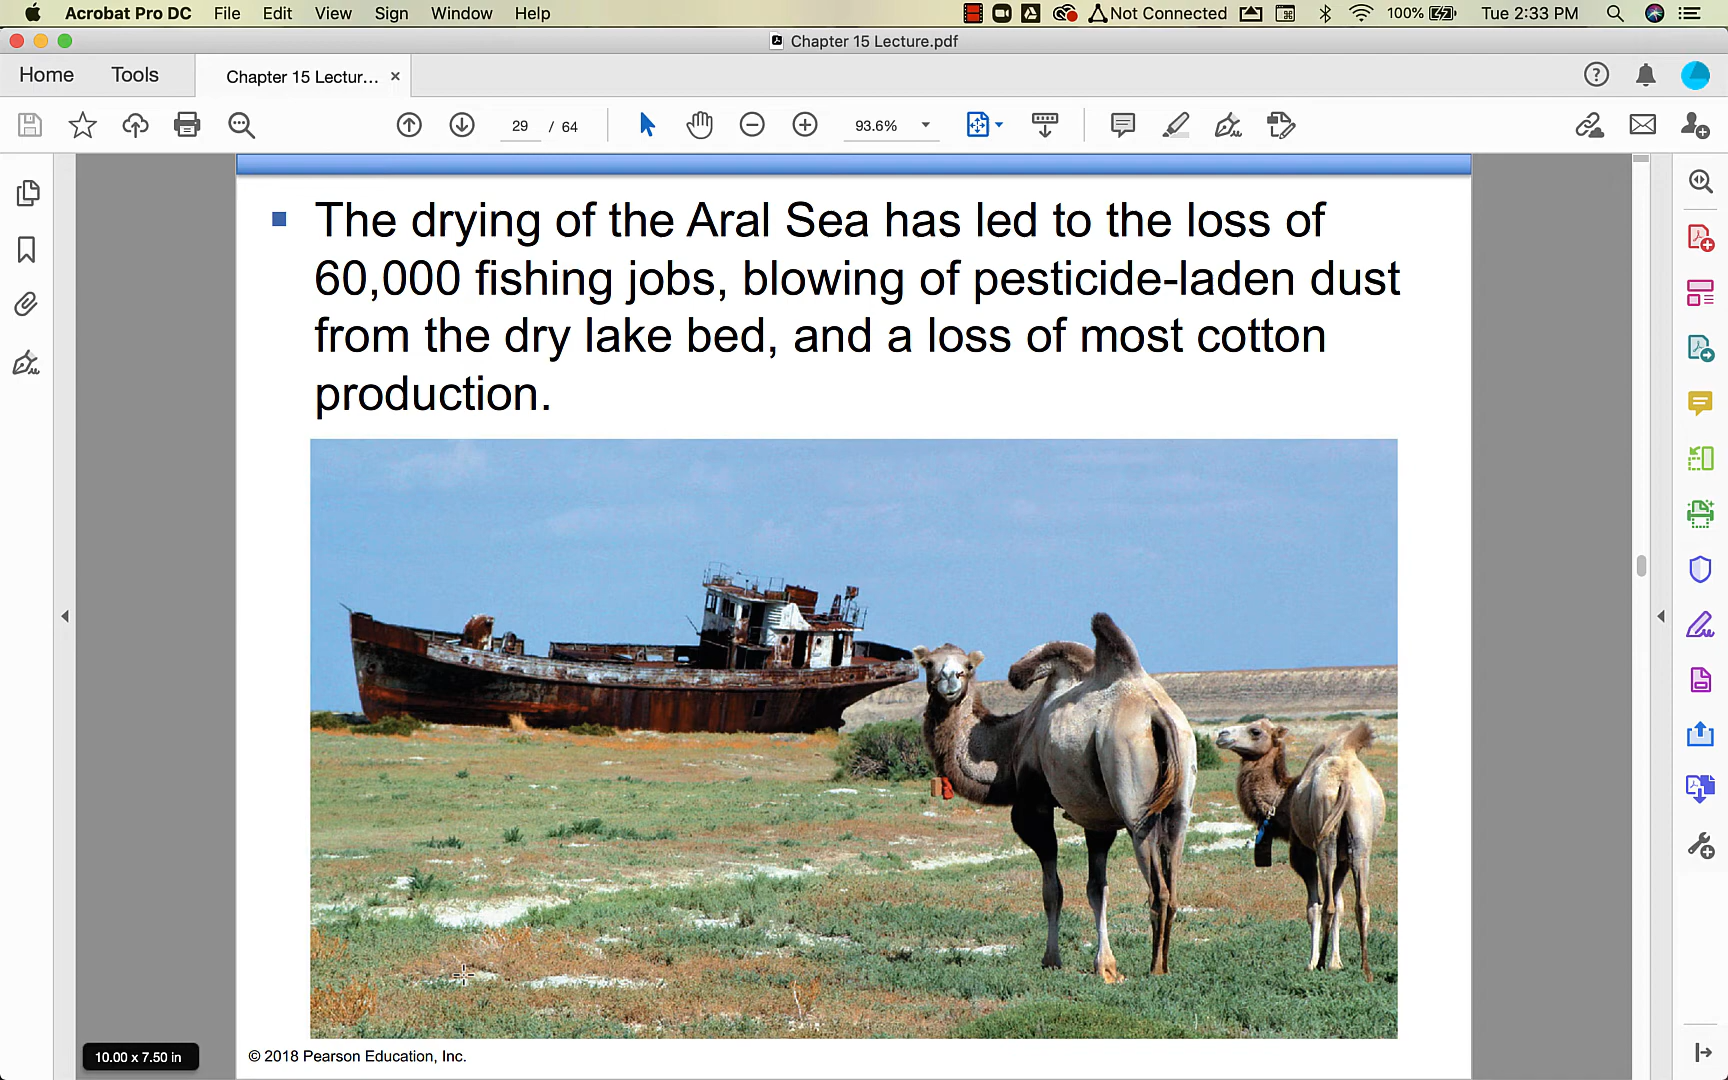 Acrobat Pro DC File Edit View Sign Window Help Not Connected 100% Tue 2:33 PM
Chapter 15 Lecture.pdf
Home Tools Chapter 15 Lectur... ×
29 / 64 93.6%
The drying of the Aral Sea has led to the loss of
60,000 fishing jobs, blowing of pesticide-laden dust
from the dry lake bed, and a loss of most cotton
production.
10.00 x 7.50 in
© 2018 Pearson Education, Inc.